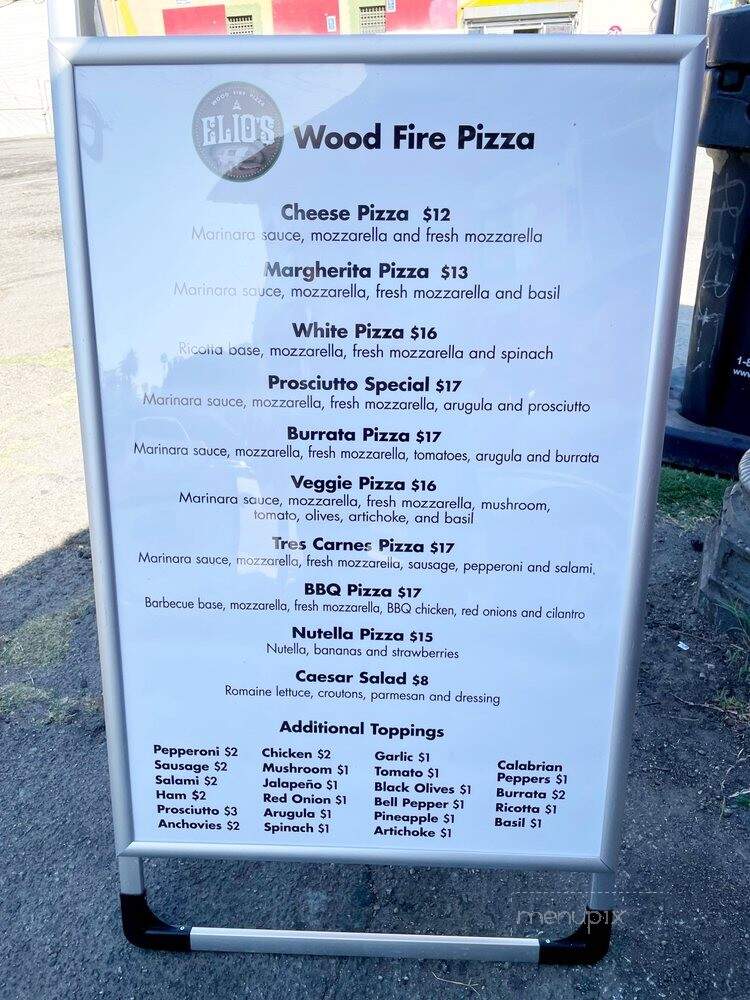 WOOD FIRE PIZZA
ELIO'S
Wood Fire Pizza
Cheese Pizza $12
Marinara sauce, mozzarella and fresh mozzarella
Margherita Pizza $13
Marinara sauce, mozzarella, fresh mozzarella and basil
White Pizza $16
Ricotta base, mozzarella, fresh mozzarella and spinach
Prosciutto Special $17
Marinara sauce, mozzarella, fresh mozzarella, arugula and prosciutto
Burrata Pizza $17
Marinara sauce, mozzarella, fresh mozzarella, tomatoes, arugula and burrata
Veggie Pizza $16
Marinara sauce, mozzarella, fresh mozzarella, mushroom,
tomato, olives, artichoke, and basil
Tres Carnes Pizza $17
Marinara sauce, mozzarella, fresh mozzarella, sausage, pepperoni and salami.
BBQ Pizza $17
Barbecue base, mozzarella, fresh mozzarella, BBQ chicken, red onions and cilantro
Nutella Pizza $15
Nutella, bananas and strawberries
Caesar Salad $8
Romaine lettuce, croutons, parmesan and dressing
Additional Toppings
Pepperoni $2
Sausage $2
Salami $2
Ham $2
Prosciutto $3
Anchovies $2
Chicken $2
Mushroom $1
Jalapeño $1
Red Onion $1
Arugula $1
Spinach $1
Garlic $1
Tomato $1
Black Olives $1
Bell Pepper $1
Pineapple $1
Artichoke $1
Calabrian
Peppers $1
Burrata $2
Ricotta $1
Basil $1
menupix